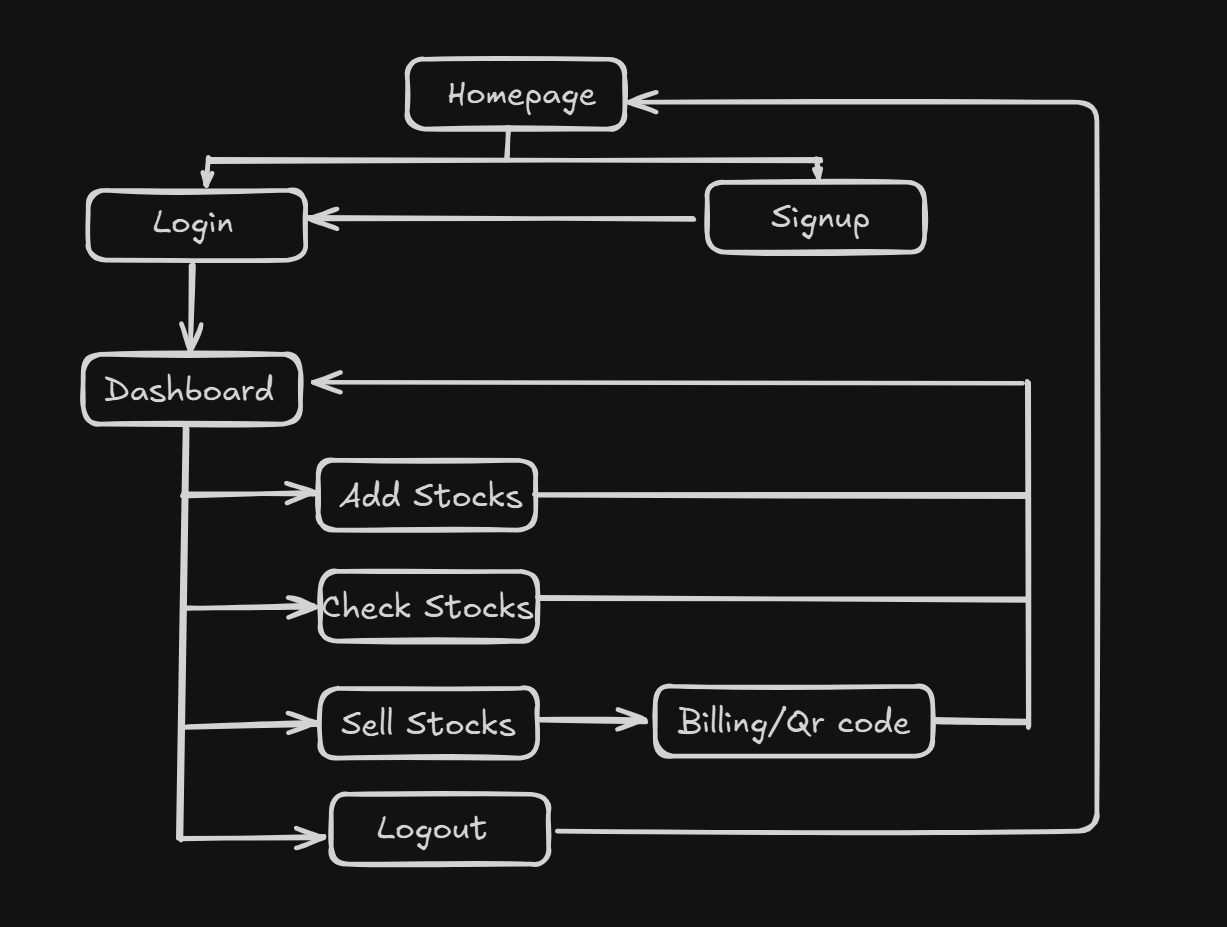 Homepage
Login
Signup
Dashboard
Add Stocks
Check Stocks
Sell Stocks
Billing/Qr code
Logout